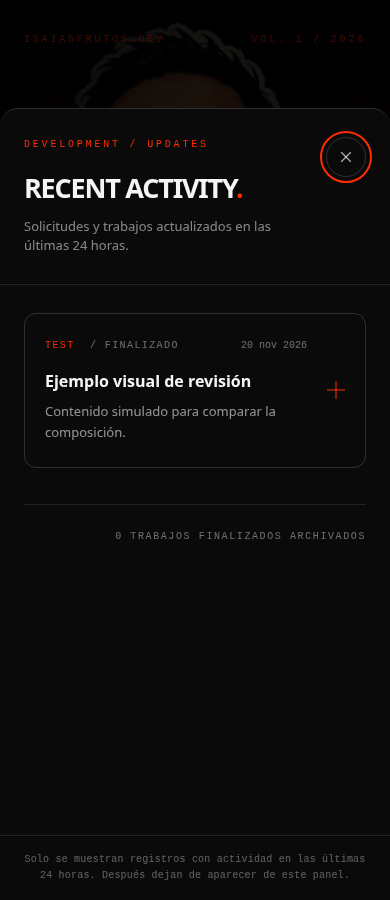 ISAIASFRUTOS.DEV
VOL. 1 / 2026
DEVELOPMENT / UPDATES
RECENT ACTIVITY.
Solicitudes y trabajos actualizados en las
últimas 24 horas.
TEST / FINALIZADO
20 nov 2026
Ejemplo visual de revisión
Contenido simulado para comparar la
composición.
0 TRABAJOS FINALIZADOS ARCHIVADOS
Solo se muestran registros con actividad en las últimas
24 horas. Después dejan de aparecer de este panel.